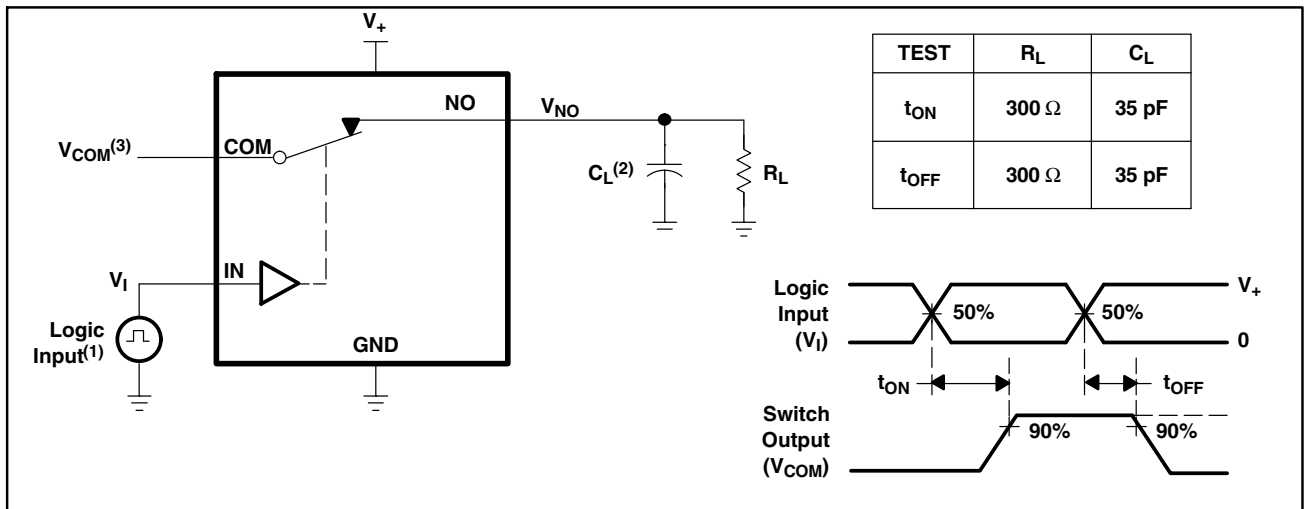 V+
NO
VNO
VCOM(3)
COM
CL(2)
RL
VI
IN
Logic
Input(1)
GND
TEST RL CL
tON 300 Ω 35 pF
tOFF 300 Ω 35 pF
Logic
Input
(VI)
50%
50%
V+
0
tON
tOFF
Switch
Output
(VCOM)
90%
90%